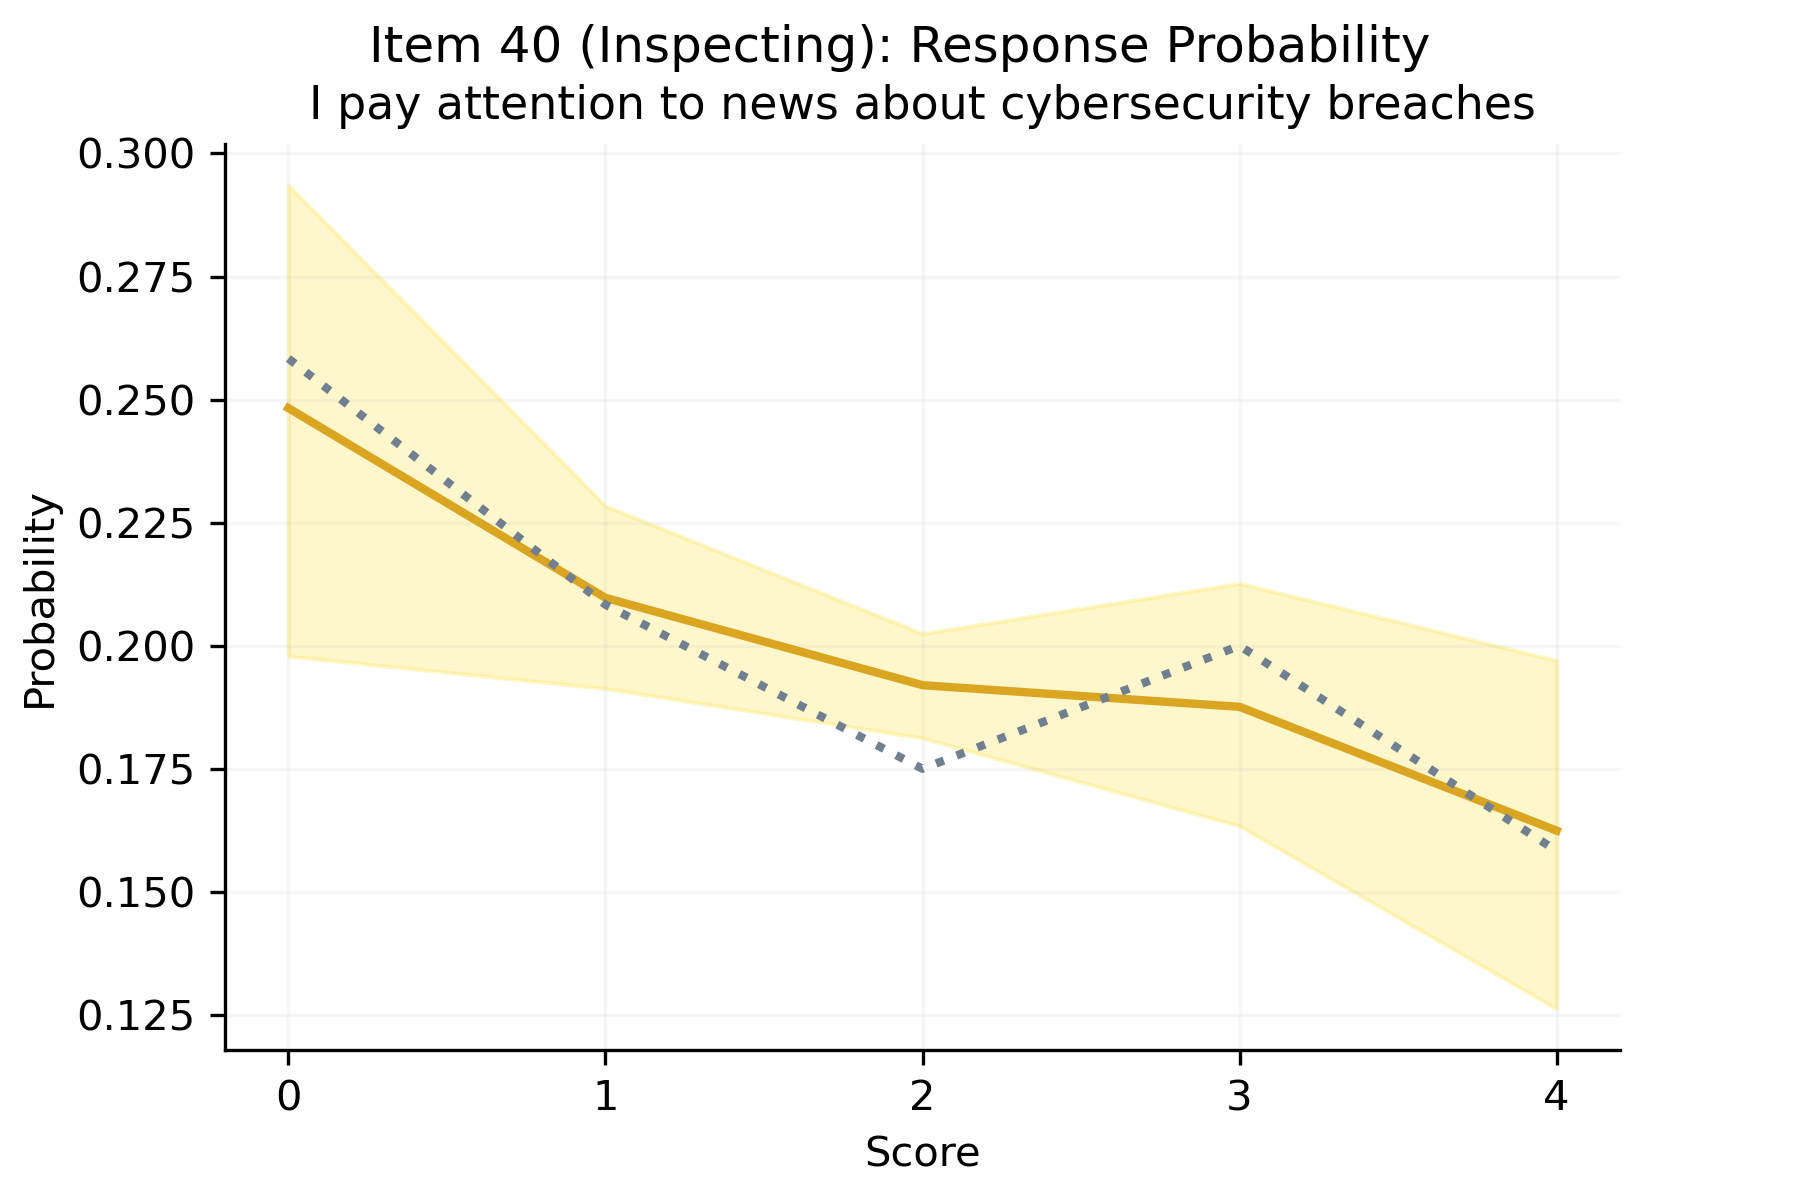 Item 40 (Inspecting): Response Probability
I pay attention to news about cybersecurity breaches
0.300
0.275
0.250
0.225
0.200
0.175
0.150
0.125
Probability
0 1 2 3 4
Score